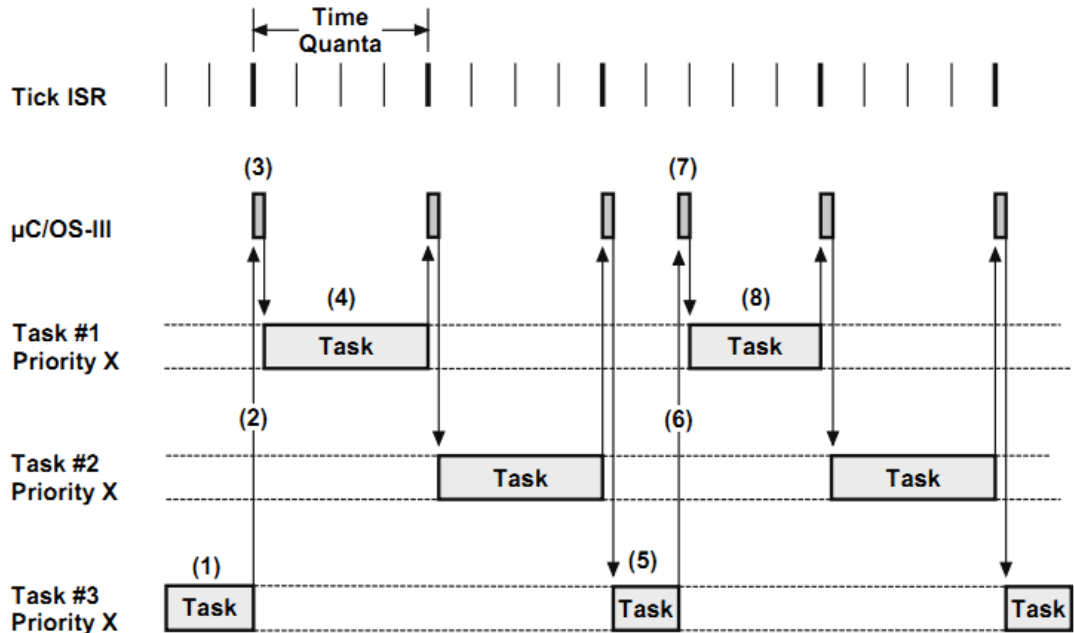 Time
Quanta
Tick ISR
(3)
(7)
µC/OS-III
(4)
(8)
Task #1
Priority X
Task
Task
(2)
(6)
Task #2
Priority X
Task
Task
(1)
(5)
Task #3
Priority X
Task
Task
Task